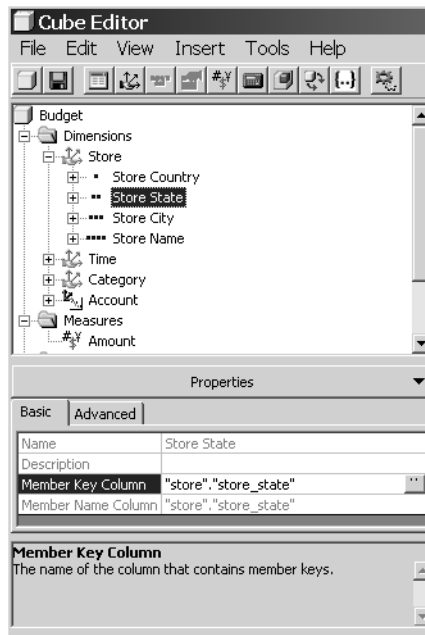 Cube Editor
File Edit View Insert Tools Help
Budget
Dimensions
Store
Store Country
Store State
Store City
Store Name
Time
Category
Account
Measures
Amount
Properties
Basic Advanced
Name Store State
Description
Member Key Column "store"."store_state"
Member Name Column "store"."store_state"
Member Key Column
The name of the column that contains member keys.